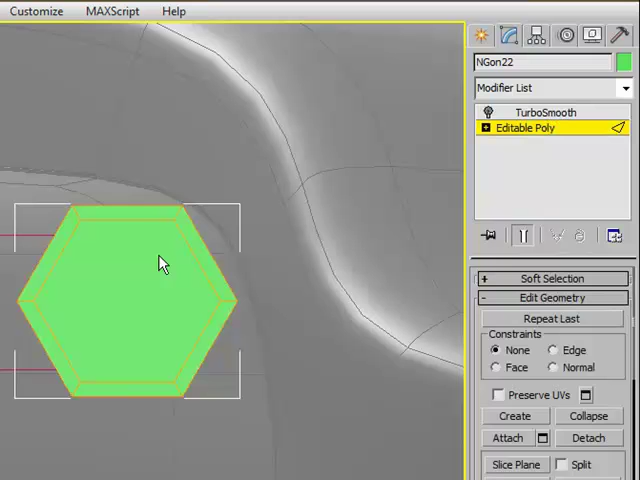 Customize MAXScript Help
NGon22
Modifier List
TurboSmooth
Editable Poly
+ Soft Selection
- Edit Geometry
Repeat Last
Constraints
None Edge
Face Normal
Preserve UVs
Create Collapse
Attach Detach
Slice Plane Split